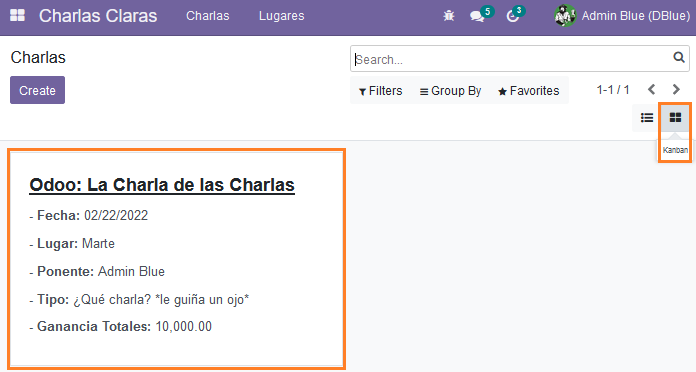 Charlas Claras Charlas Lugares 5 3 Admin Blue (DBlue)
Charlas
Search...
Create
Filters Group By Favorites 1-1 / 1
Kanban
Odoo: La Charla de las Charlas
- Fecha: 02/22/2022
- Lugar: Marte
- Ponente: Admin Blue
- Tipo: ¿Qué charla? *le guiña un ojo*
- Ganancia Totales: 10,000.00